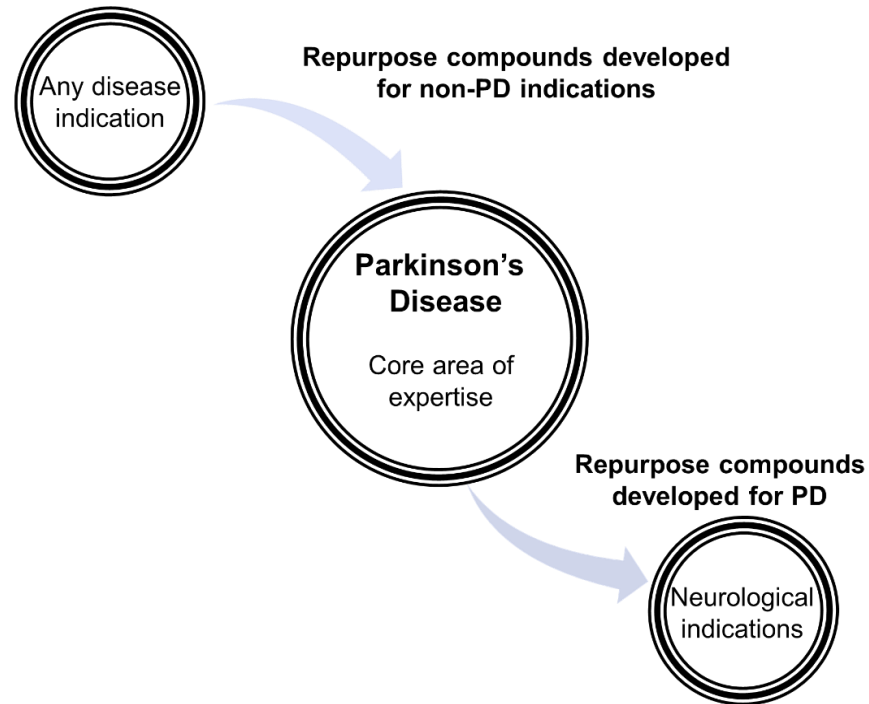 Any disease
indication
Repurpose compounds developed
for non-PD indications
Parkinson’s
Disease
Core area of
expertise
Repurpose compounds
developed for PD
Neurological
indications